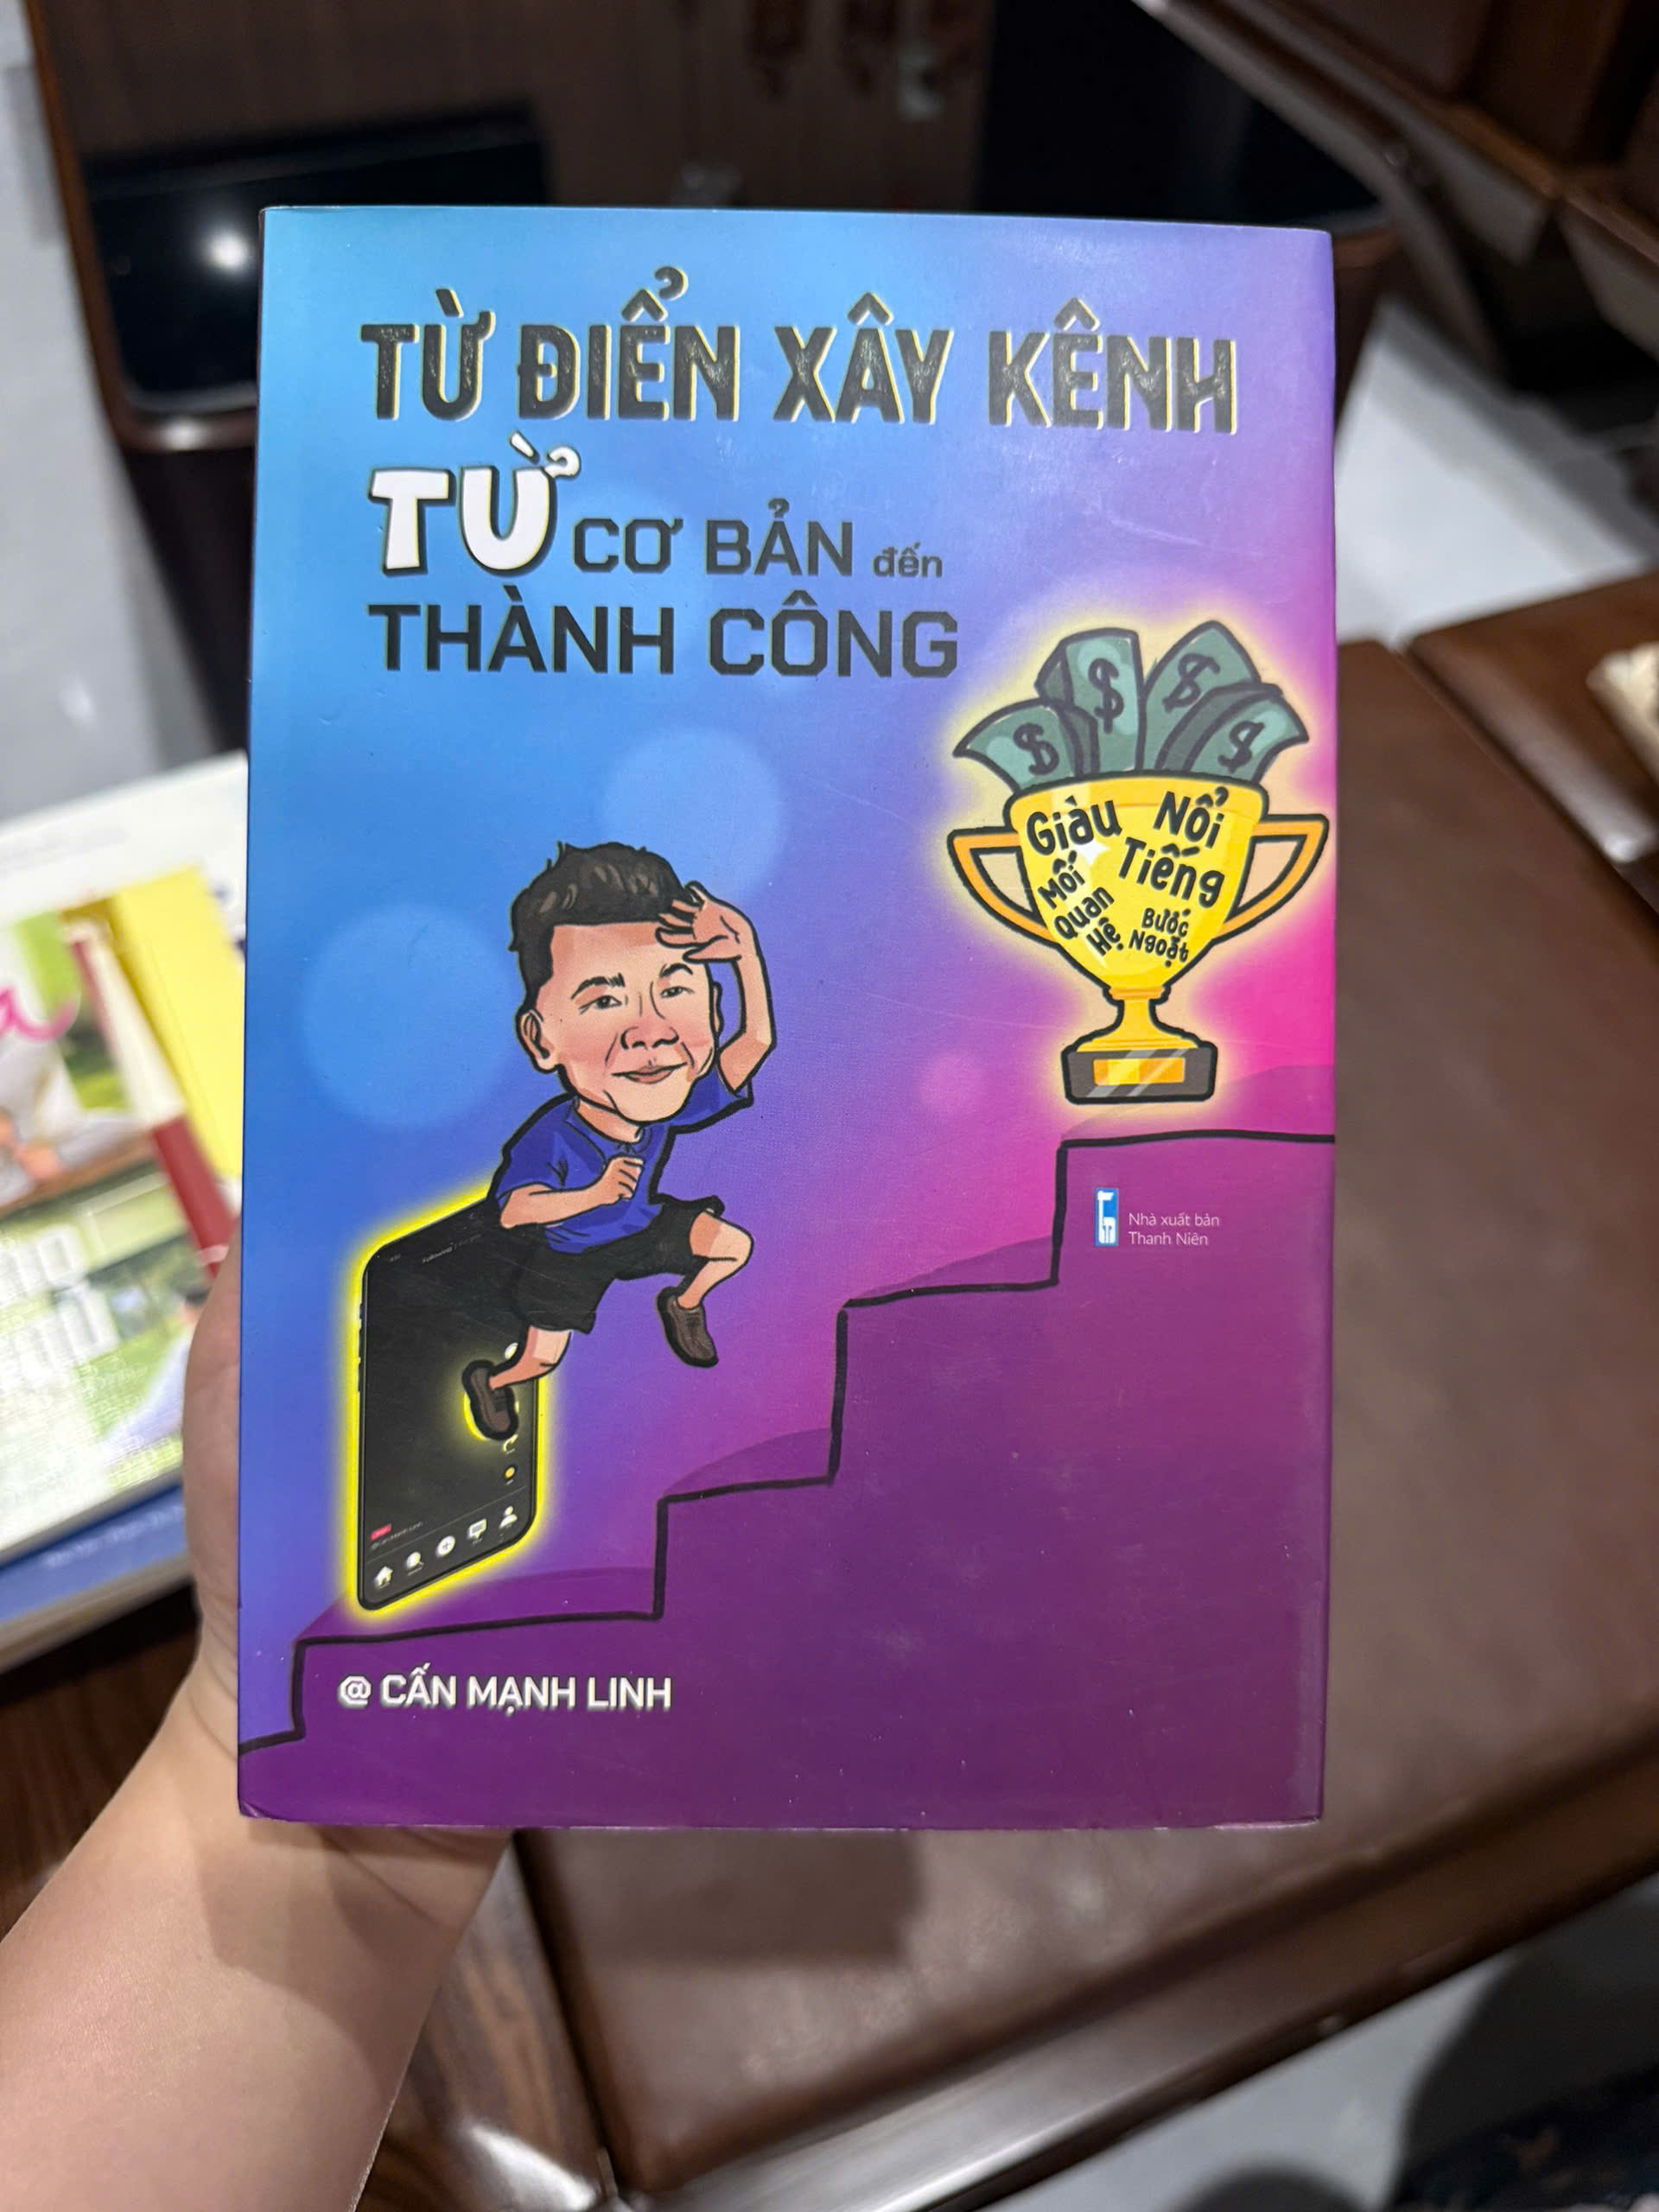 TỪ ĐIỂN XÂY KÊNH
TỪ CƠ BẢN đến
THÀNH CÔNG
$ $ $ $
Giàu Nổi
Tiếng
Mối
Quan
Hệ
Bước
Ngoặt
Nhà xuất bản
Thanh Niên
@ CẤN MẠNH LINH